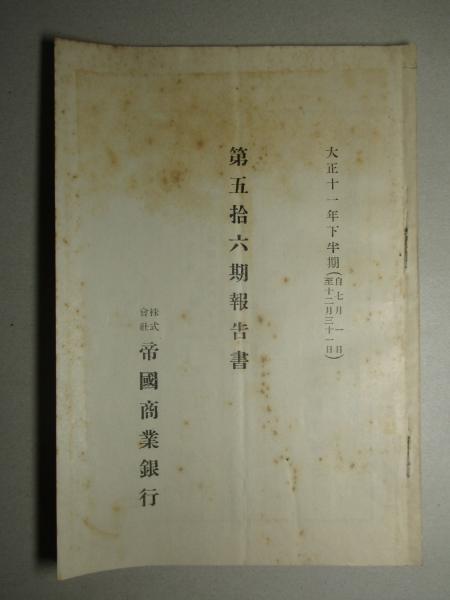 大正十一年下半期(自七月一日至十二月三十一日)
第五拾六期報告書
株式會社帝國商業銀行